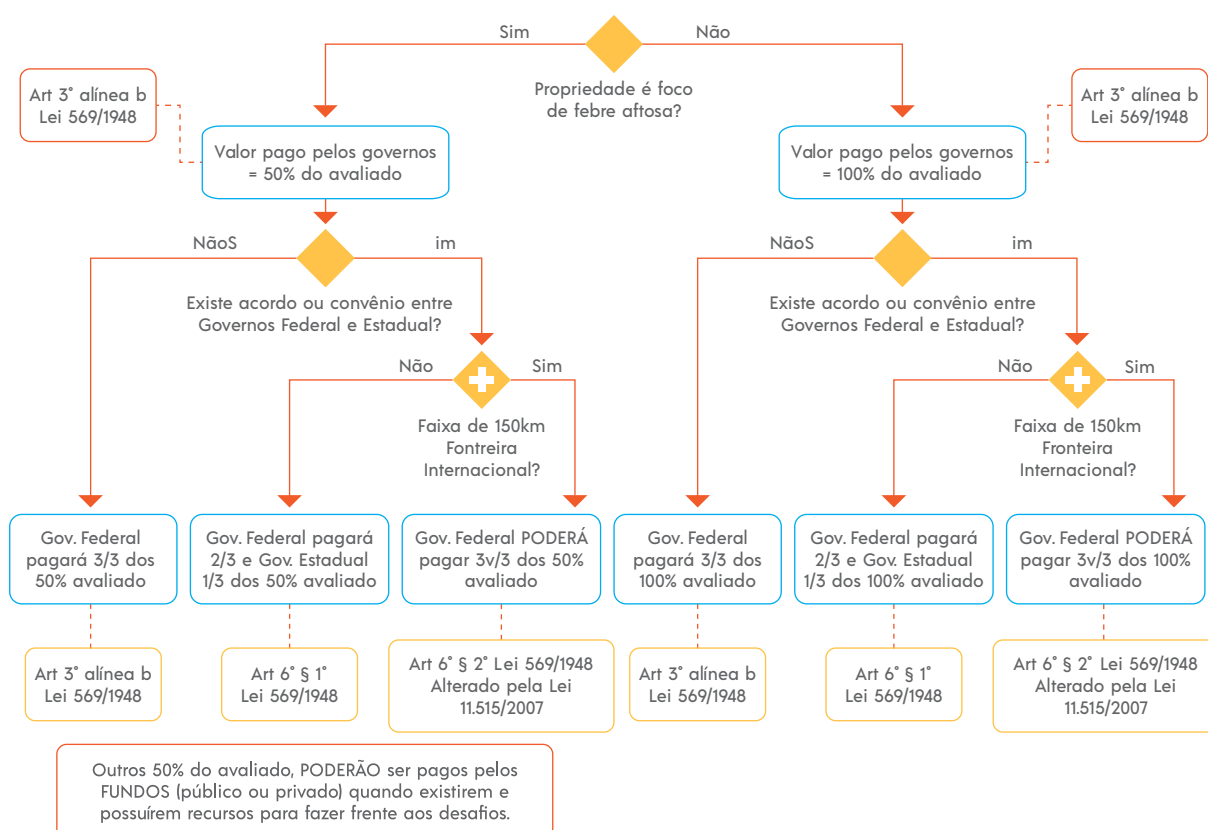 Sim
Não
Propriedade é foco
de febre aftosa?
Art 3° alínea b
Lei 569/1948
Art 3° alínea b
Lei 569/1948
Valor pago pelos governos
= 50% do avaliado
Valor pago pelos governos
= 100% do avaliado
NãoS
im
NãoS
im
Existe acordo ou convênio entre
Governos Federal e Estadual?
Existe acordo ou convênio entre
Governos Federal e Estadual?
Não
Sim
Não
Sim
Faixa de 150km
Fontreira
Internacional?
Faixa de 150km
Fronteira
Internacional?
Gov. Federal
pagará 3/3 dos
50% avaliado
Gov. Federal pagará
2/3 e Gov. Estadual
1/3 dos 50% avaliado
Gov. Federal PODERÁ
pagar 3v/3 dos 50%
avaliado
Gov. Federal
pagará 3/3 dos
100% avaliado
Gov. Federal pagará
2/3 e Gov. Estadual
1/3 dos 100% avaliado
Gov. Federal PODERÁ
pagar 3v/3 dos 100%
avaliado
Art 3° alínea b
Lei 569/1948
Art 6° § 1°
Lei 569/1948
Art 6° § 2° Lei 569/1948
Alterado pela Lei
11.515/2007
Art 3° alínea b
Lei 569/1948
Art 6° § 1°
Lei 569/1948
Art 6° § 2° Lei 569/1948
Alterado pela Lei
11.515/2007
Outros 50% do avaliado, PODERÃO ser pagos pelos
FUNDOS (público ou privado) quando existirem e
possuírem recursos para fazer frente aos desafios.